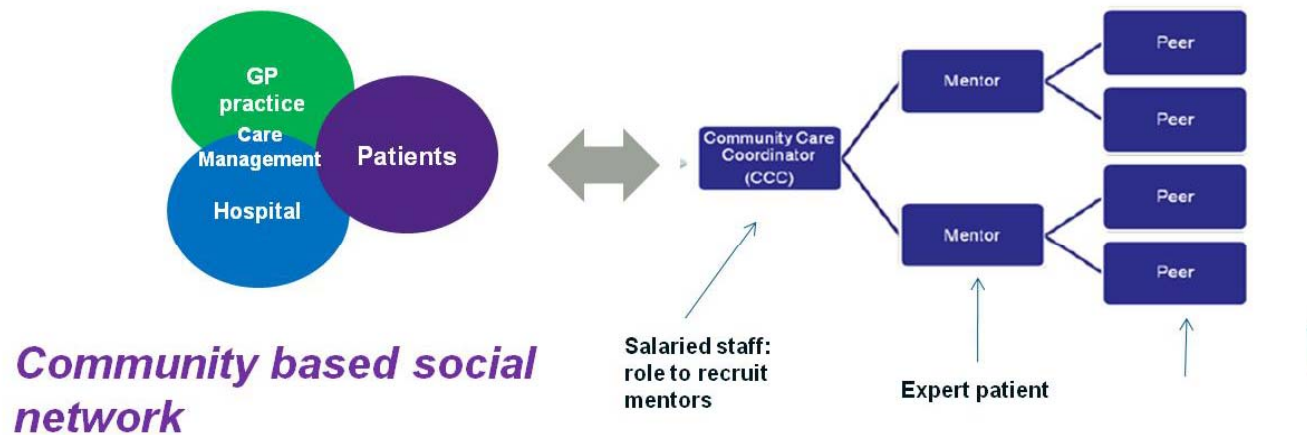 GP
practice
Care
Management
Hospital
Patients
Community Care
Coordinator
(CCC)
Mentor
Mentor
Peer
Peer
Peer
Peer
Salaried staff:
role to recruit
mentors
Expert patient
Community based social
network